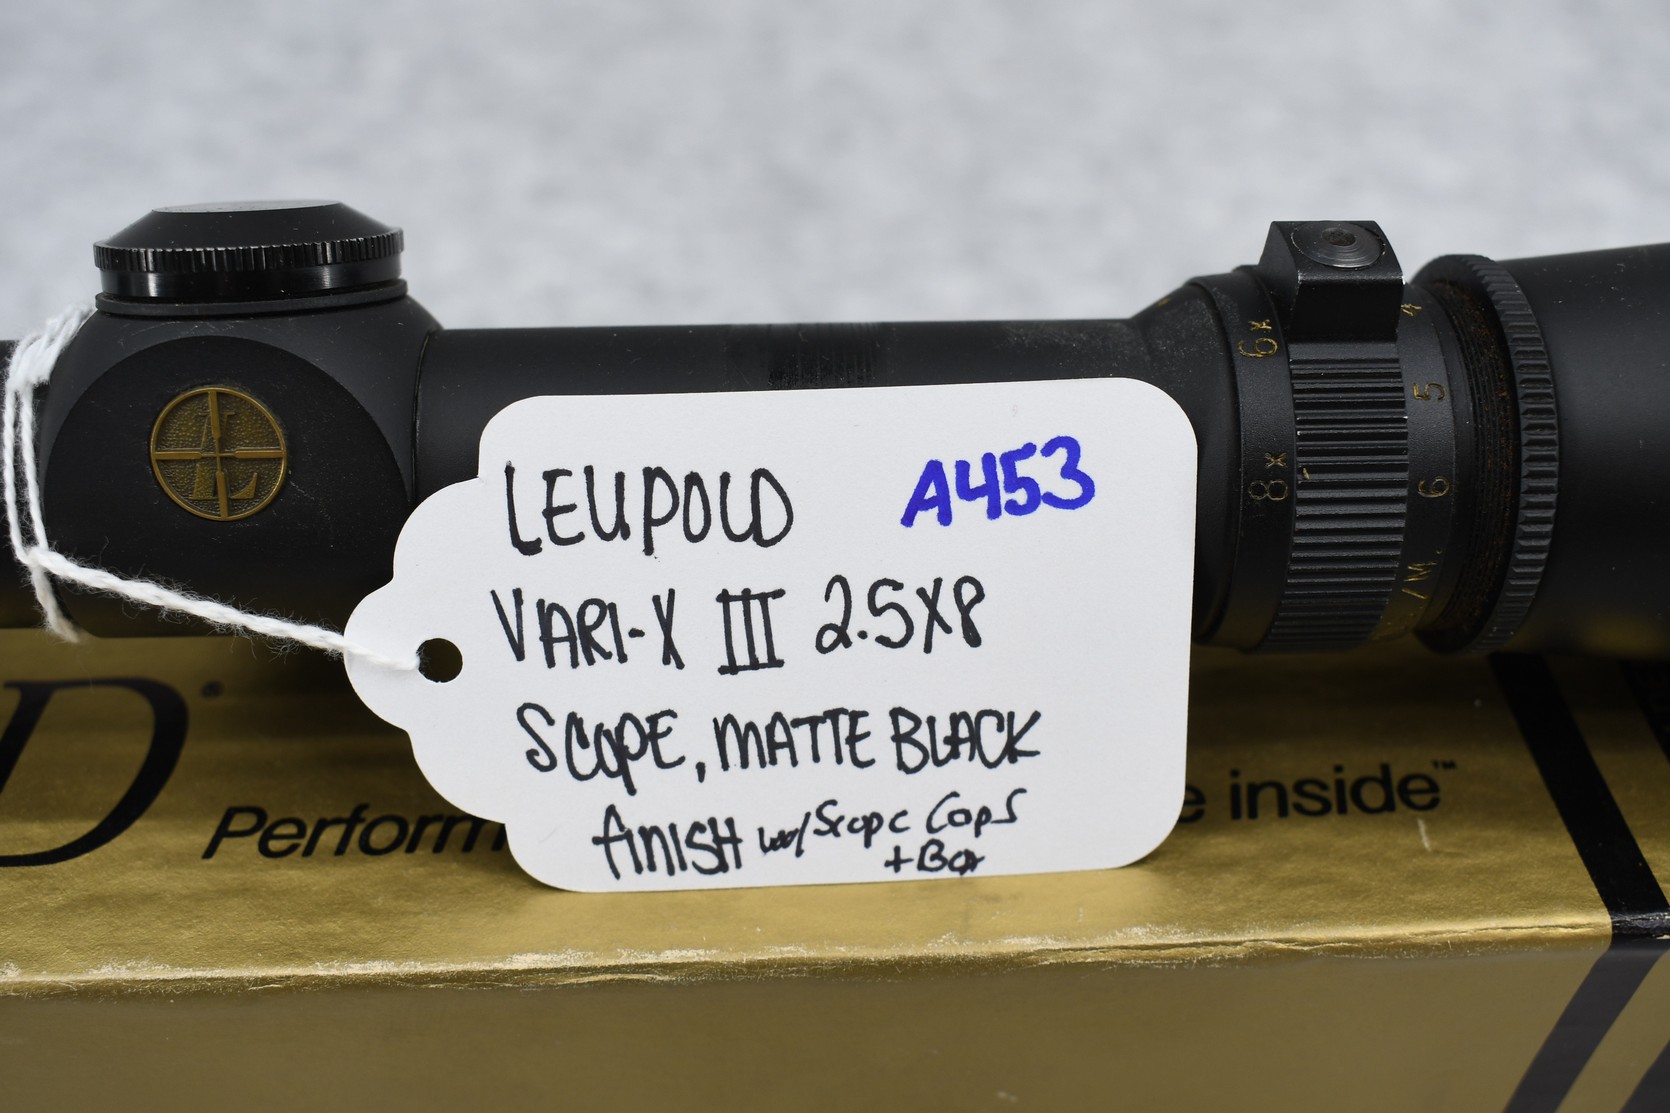 LEUPOLD A453
VARI-X III 2.5X8
SCOPE, MATTE BLACK
FINISH w/ Scope Caps
+ Box
6x
8x
4
5
6
/M.
L
D®
Perform
e inside™